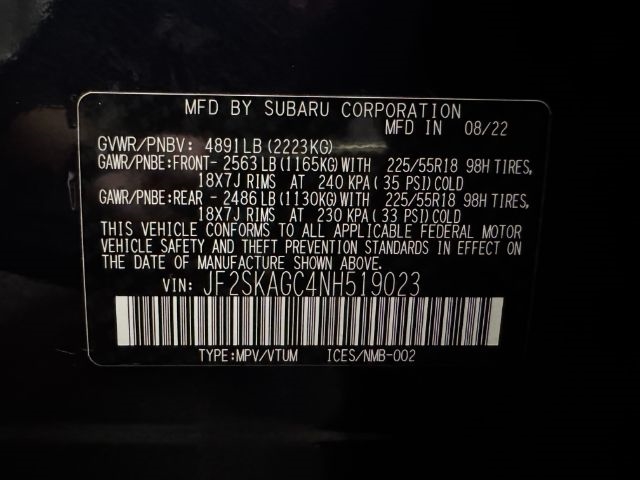 MFD BY SUBARU CORPORATION
MFD IN 08/22
GVWR/PNBV: 4891LB(2223KG)
GAWR/PNBE:FRONT- 2563LB(1165KG)WITH 225/55R18 98H TIRES,
18X7J RIMS AT 240 KPA( 35 PSI)COLD
GAWR/PNBE:REAR - 2486LB(1130KG)WITH 225/55R18 98H TIRES,
18X7J RIMS AT 230 KPA( 33 PSI)COLD
THIS VEHICLE CONFORMS TO ALL APPLICABLE FEDERAL MOTOR
VEHICLE SAFETY AND THEFT PREVENTION STANDARDS IN EFFECT ON
THE DATE OF MANUFACTURE SHOWN ABOVE.
VIN: JF2SKAGC4NH519023
TYPE:MPV/VTUM ICES/NMB-002